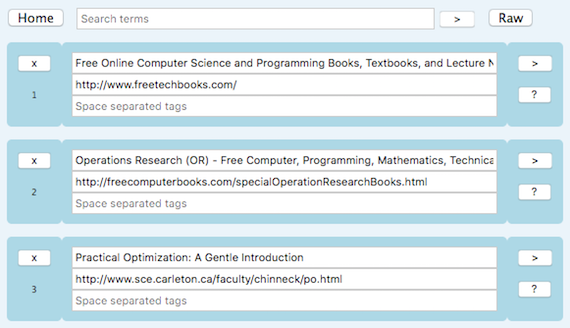 Home Search terms > Raw
x Free Online Computer Science and Programming Books, Textbooks, and Lecture >
http://www.freetechbooks.com/
1 ?
Space separated tags
x Operations Research (OR) - Free Computer, Programming, Mathematics, >
http://freecomputerbooks.com/specialOperationResearchBooks.html
2 ?
Space separated tags
x Practical Optimization: A Gentle Introduction >
http://www.sce.carleton.ca/faculty/chinneck/po.html
3 ?
Space separated tags